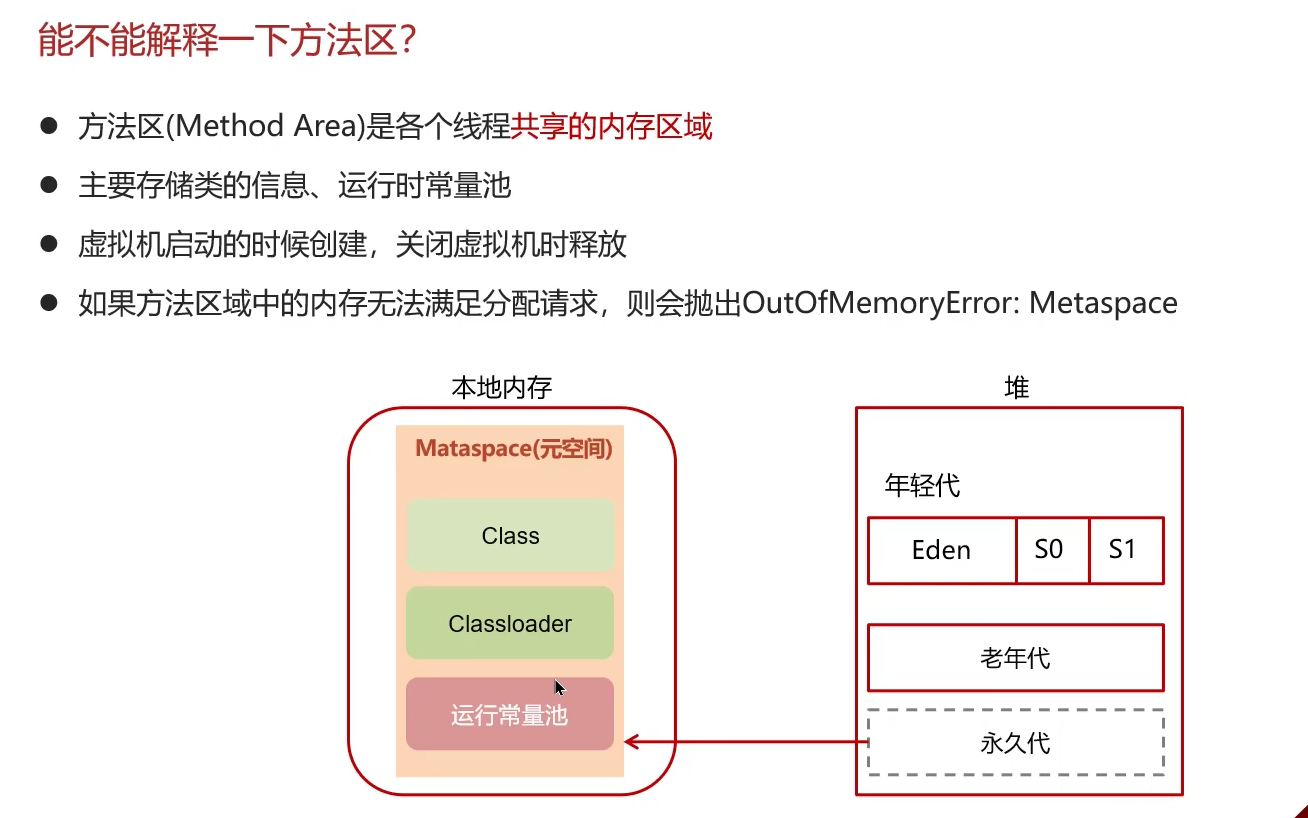 能不能解释一下方法区？
● 方法区(Method Area)是各个线程共享的内存区域
● 主要存储类的信息、运行时常量池
● 虚拟机启动的时候创建，关闭虚拟机时释放
● 如果方法区域中的内存无法满足分配请求，则会抛出OutOfMemoryError: Metaspace
本地内存
Mataspace(元空间)
Class
Classloader
运行常量池
堆
年轻代
Eden S0 S1
老年代
永久代